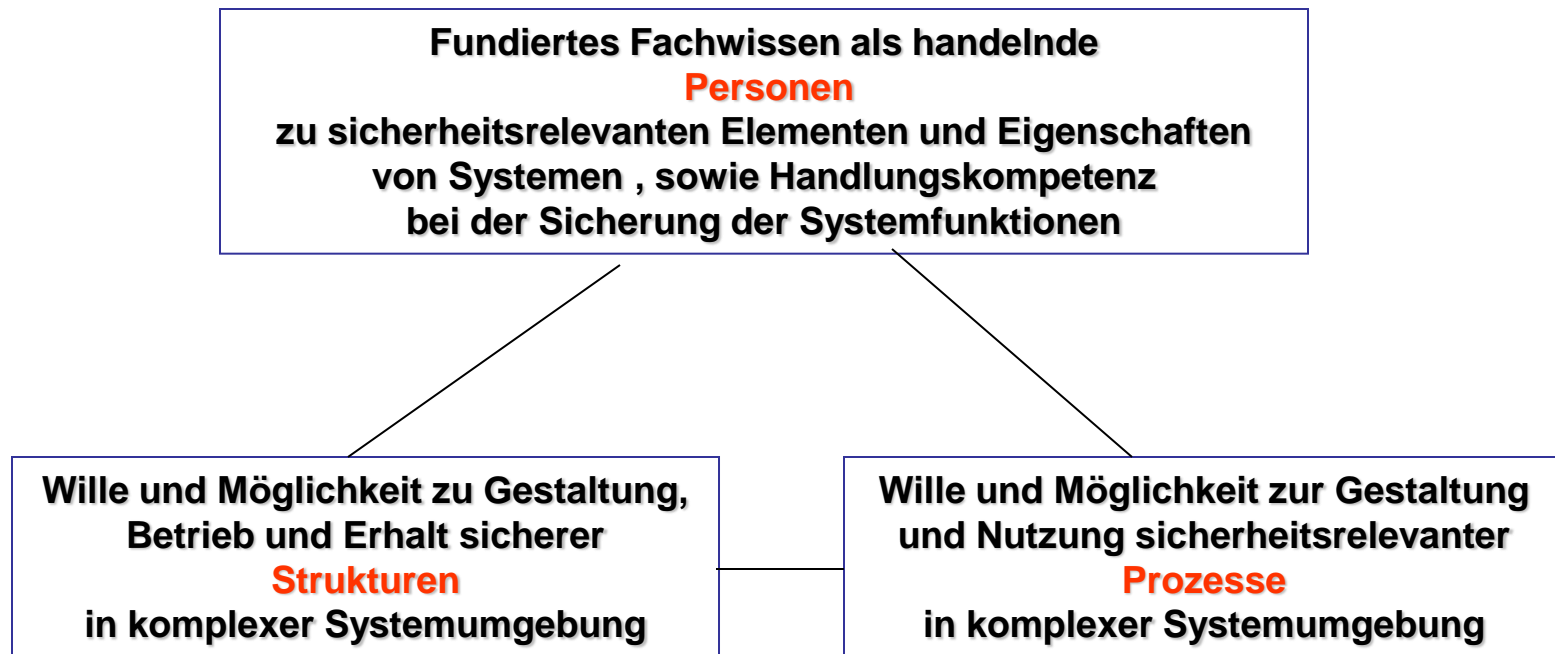 Fundiertes Fachwissen als handelnde
Personen
zu sicherheitsrelevanten Elementen und Eigenschaften
von Systemen , sowie Handlungskompetenz
bei der Sicherung der Systemfunktionen
Wille und Möglichkeit zu Gestaltung,
Betrieb und Erhalt sicherer
Strukturen
in komplexer Systemumgebung
Wille und Möglichkeit zur Gestaltung
und Nutzung sicherheitsrelevanter
Prozesse
in komplexer Systemumgebung